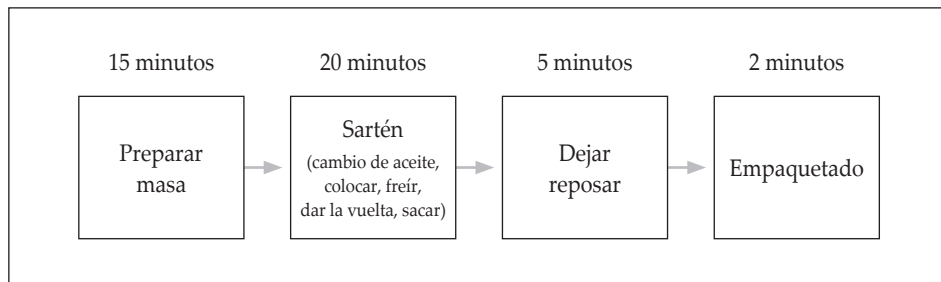 15 minutos
20 minutos
5 minutos
2 minutos
Preparar
masa
Sartén
(cambio de aceite,
colocar, freír,
dar la vuelta, sacar)
Dejar
reposar
Empaquetado